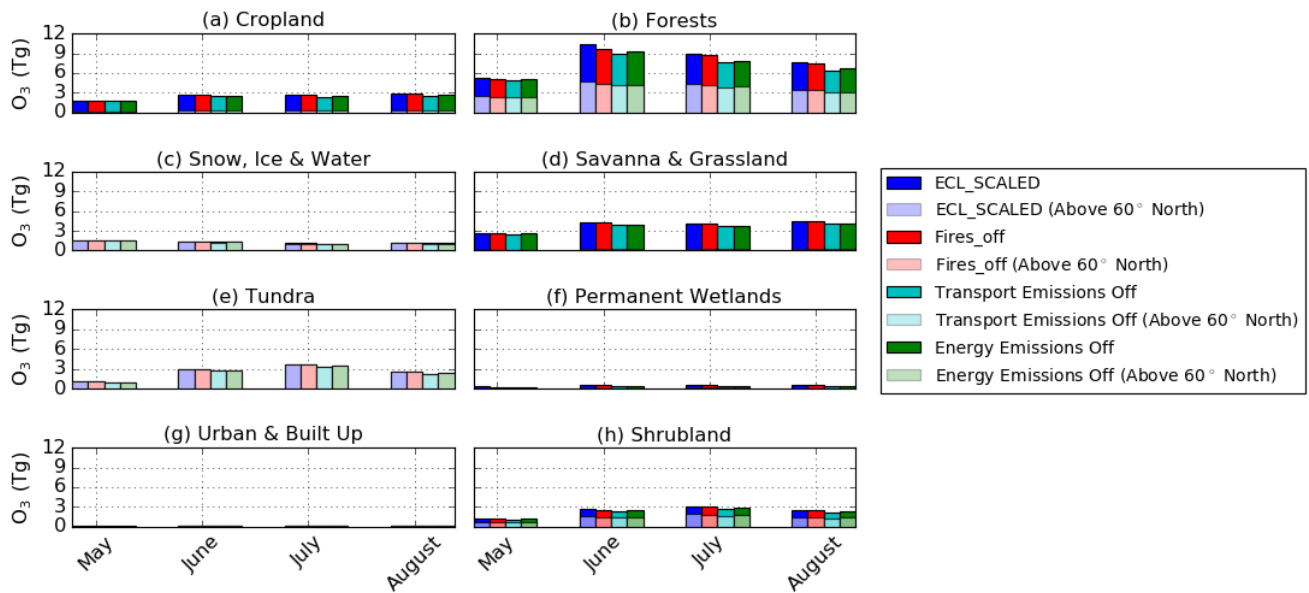 (a) Cropland
(b) Forests
O₃ (Tg)
12
9
6
3
0
(c) Snow, Ice & Water
(d) Savanna & Grassland
O₃ (Tg)
12
9
6
3
0
(e) Tundra
(f) Permanent Wetlands
O₃ (Tg)
12
9
6
3
0
(g) Urban & Built Up
(h) Shrubland
O₃ (Tg)
12
9
6
3
0
May
June
July
August
May
June
July
August
ECL_SCALED
ECL_SCALED (Above 60° North)
Fires_off
Fires_off (Above 60° North)
Transport Emissions Off
Transport Emissions Off (Above 60° North)
Energy Emissions Off
Energy Emissions Off (Above 60° North)